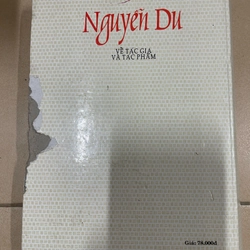 Nguyễn Du
VỀ TÁC GIA
VÀ TÁC PHẨM
Giá: 78.000đ